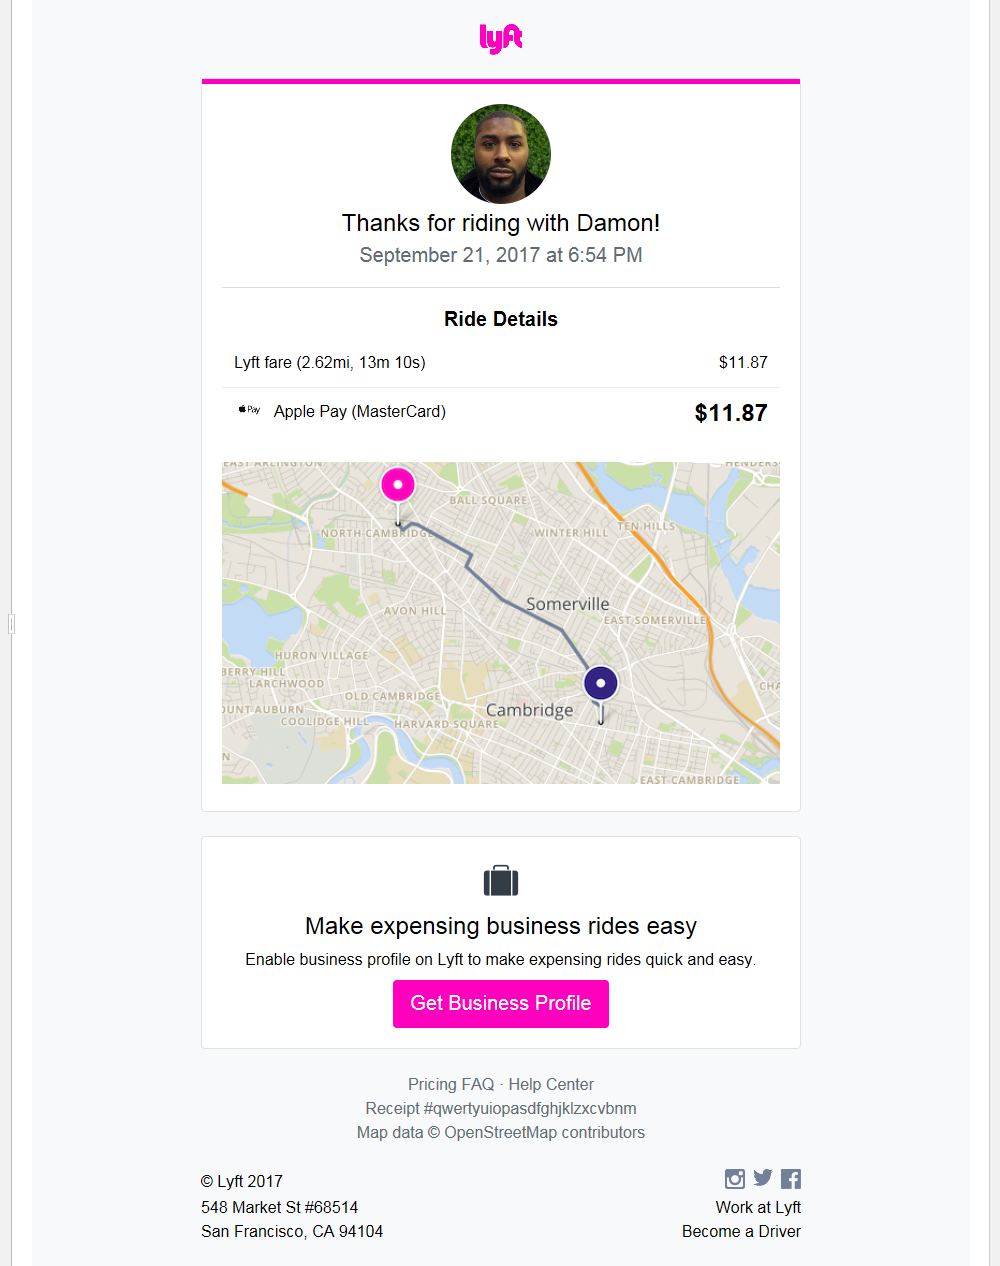 lyft
Thanks for riding with Damon!
September 21, 2017 at 6:54 PM
Ride Details
Lyft fare (2.62mi, 13m 10s) $11.87
Pay Apple Pay (MasterCard) $11.87
EAST ARLINGTON
HENDERS
BALL SQUARE
TEN HILLS
NORTH CAMBRIDGE
WINTER HILL
Somerville
AVON HILL
EAST SOMERVILLE
HURON VILLAGE
BERRY HILL
LARCHWOOD
CHA
OLD CAMBRIDGE
OUNT AUBURN
Cambridge
COOLIDGE HILL
HARVARD SQUARE
N
EAST CAMBRIDGE
Make expensing business rides easy
Enable business profile on Lyft to make expensing rides quick and easy.
Get Business Profile
Pricing FAQ · Help Center
Receipt #qwertyuiopasdfghjklzxcvbnm
Map data © OpenStreetMap contributors
© Lyft 2017
548 Market St #68514 Work at Lyft
San Francisco, CA 94104 Become a Driver